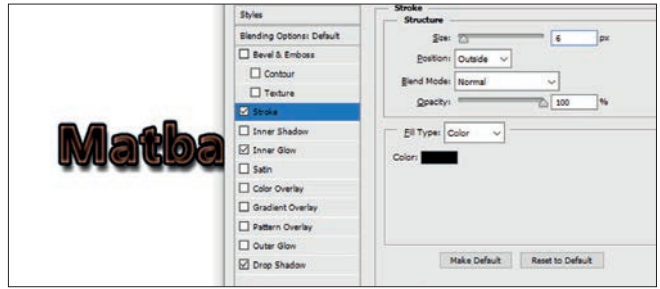 Matba
Styles
Blending Options: Default
Bevel & Emboss
Contour
Texture
Stroke
Inner Shadow
Inner Glow
Satin
Color Overlay
Gradient Overlay
Pattern Overlay
Outer Glow
Drop Shadow
Stroke
Structure
Size: 6 px
Position: Outside
Blend Mode: Normal
Opacity: 100 %
Fill Type: Color
Color:
Make Default Reset to Default